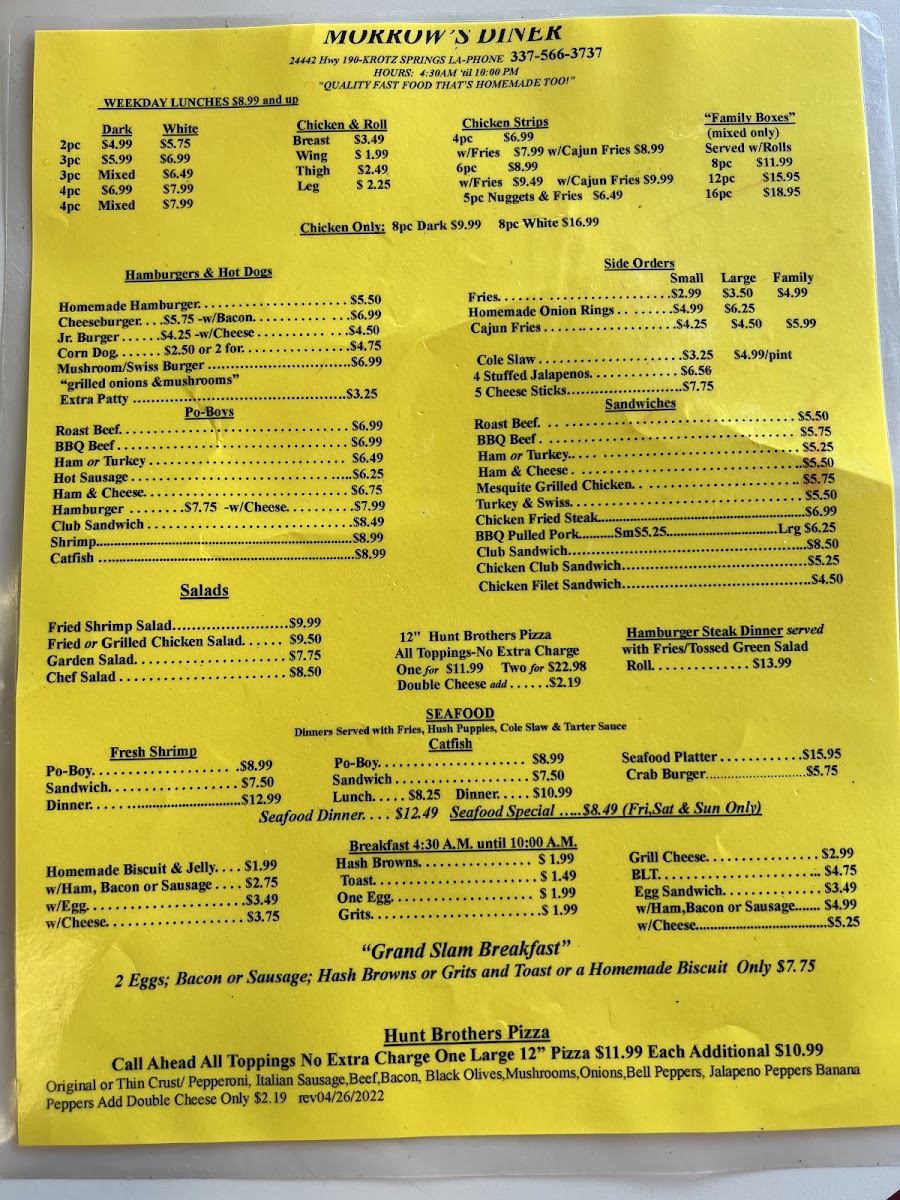 MORROW'S DINER
24442 Hwy 190-KROTZ SPRINGS LA-PHONE 337-566-3737
HOURS: 4:30AM 'til 10:00 PM
"QUALITY FAST FOOD THAT'S HOMEMADE TOO!"
WEEKDAY LUNCHES $8.99 and up
Dark White
2pc $4.99 $5.75
3pc $5.99 $6.99
3pc Mixed $6.49
4pc $6.99 $7.99
4pc Mixed $7.99
Chicken & Roll
Breast $3.49
Wing $ 1.99
Thigh $2.49
Leg $ 2.25
Chicken Strips
4pc $6.99
w/Fries $7.99 w/Cajun Fries $8.99
6pc $8.99
w/Fries $9.49 w/Cajun Fries $9.99
5pc Nuggets & Fries $6.49
"Family Boxes"
(mixed only)
Served w/Rolls
8pc $11.99
12pc $15.95
16pc $18.95
Chicken Only: 8pc Dark $9.99 8pc White $16.99
Hamburgers & Hot Dogs
Homemade Hamburger. . . . . . . . . . . . . . . . . . . . . $5.50
Cheeseburger. . . .$5.75 -w/Bacon. . . . . . . . . . . .$6.99
Jr. Burger . . . . . .$4.25 -w/Cheese . . . . . . . . . . . .$4.50
Corn Dog. . . . . . . $2.50 or 2 for. . . . . . . . . . . . . .$4.75
Mushroom/Swiss Burger ......................................$6.99
"grilled onions &mushrooms"
Extra Patty ......................................................$3.25
Po-Boys
Roast Beef. . . . . . . . . . . . . . . . . . . . . . . . . . . . . . $6.99
BBQ Beef . . . . . . . . . . . . . . . . . . . . . . . . . . . . . . $6.99
Ham or Turkey . . . . . . . . . . . . . . . . . . . . . . . . . . $6.49
Hot Sausage . . . . . . . . . . . . . . . . . . . . . . . . . .....$6.25
Ham & Cheese. . . . . . . . . . . . . . . . . . . . . . . . . . $6.75
Hamburger . . . . . . . .$7.75 -w/Cheese. . . . . . . . .$7.99
Club Sandwich . . . . . . . . . . . . . . . . . . . . . . . . . .$8.49
Shrimp.................................................................$8.99
Catfish ................................................................$8.99
Side Orders
Small Large Family
Fries. . . . . . . . . . . . . . . . . . . . . . . .$2.99 $3.50 $4.99
Homemade Onion Rings . . . . . . . .$4.99 $6.25
Cajun Fries . . . . . . . . . . . . . . . . . .$4.25 $4.50 $5.99
Cole Slaw . . . . . . . . . . . . . . . . . . . .$3.25 $4.99/pint
4 Stuffed Jalapenos. . . . . . . . . . . . . $6.56
5 Cheese Sticks..............................$7.75
Sandwiches
Roast Beef. . . . . . . . . . . . . . . . . . . . . . . . . . . . . . $5.50
BBQ Beef . . . . . . . . . . . . . . . . . . . . . . . . . . . . . . $5.75
Ham or Turkey.. . . . . . . . . . . . . . . . . . . . . . . . . . $5.25
Ham & Cheese . . . . . . . . . . . . . . . . . . . . . . . . . ..$5.50
Mesquite Grilled Chicken. . . . . . . . . . . . . . . . . . .. $5.75
Turkey & Swiss. . . . . . . . . . . . . . . . . . . . . . . . . . . $5.50
Chicken Fried Steak......................................................$6.99
BBQ Pulled Pork.........Sm$5.25............................Lrg $6.25
Club Sandwich.............................................................$8.50
Chicken Club Sandwich................................................$5.25
Chicken Filet Sandwich................................................$4.50
Salads
Fried Shrimp Salad.........................$9.99
Fried or Grilled Chicken Salad. . . . . . $9.50
Garden Salad. . . . . . . . . . . . . . . . . . . . $7.75
Chef Salad . . . . . . . . . . . . . . . . . . . . . . $8.50
12" Hunt Brothers Pizza
All Toppings-No Extra Charge
One for $11.99 Two for $22.98
Double Cheese add . . . . . .$2.19
Hamburger Steak Dinner served
with Fries/Tossed Green Salad
Roll. . . . . . . . . . . . . . $13.99
SEAFOOD
Dinners Served with Fries, Hush Puppies, Cole Slaw & Tarter Sauce
Fresh Shrimp
Po-Boy. . . . . . . . . . . . . . . . . . .$8.99
Sandwich. . . . . . . . . . . . . . . . . $7.50
Dinner. . . . . ...............................$12.99
Catfish
Po-Boy. . . . . . . . . . . . . . . . . . . . $8.99
Sandwich . . . . . . . . . . . . . . . . . . $7.50
Lunch. . . . . $8.25 Dinner. . . . . $10.99
Seafood Platter . . . . . . . . . . . .$15.95
Crab Burger...........................$5.75
Seafood Dinner. . . . $12.49 Seafood Special .....$8.49 (Fri,Sat & Sun Only)
Breakfast 4:30 A.M. until 10:00 A.M.
Homemade Biscuit & Jelly. . . . $1.99
w/Ham, Bacon or Sausage . . . . $2.75
w/Egg. . . . . . . . . . . . . . . . . . . . .$3.49
w/Cheese. . . . . . . . . . . . . . . . . . $3.75
Hash Browns. . . . . . . . . . . . . . . $ 1.99
Toast. . . . . . . . . . . . . . . . . . . . . . $ 1.49
One Egg. . . . . . . . . . . . . . . . . . . $ 1.99
Grits. . . . . . . . . . . . . . . . . . . . . . .$ 1.99
Grill Cheese. . . . . . . . . . . . . . . . $2.99
BLT. . . . . . . . . . . . . . . . . . . . . ... $4.75
Egg Sandwich. . . . . . . . . . . . . . $3.49
w/Ham,Bacon or Sausage....... $4.99
w/Cheese....................................$5.25
"Grand Slam Breakfast"
2 Eggs; Bacon or Sausage; Hash Browns or Grits and Toast or a Homemade Biscuit Only $7.75
Hunt Brothers Pizza
Call Ahead All Toppings No Extra Charge One Large 12" Pizza $11.99 Each Additional $10.99
Original or Thin Crust/ Pepperoni, Italian Sausage,Beef,Bacon, Black Olives,Mushrooms,Onions,Bell Peppers, Jalapeno Peppers Banana
Peppers Add Double Cheese Only $2.19 rev04/26/2022